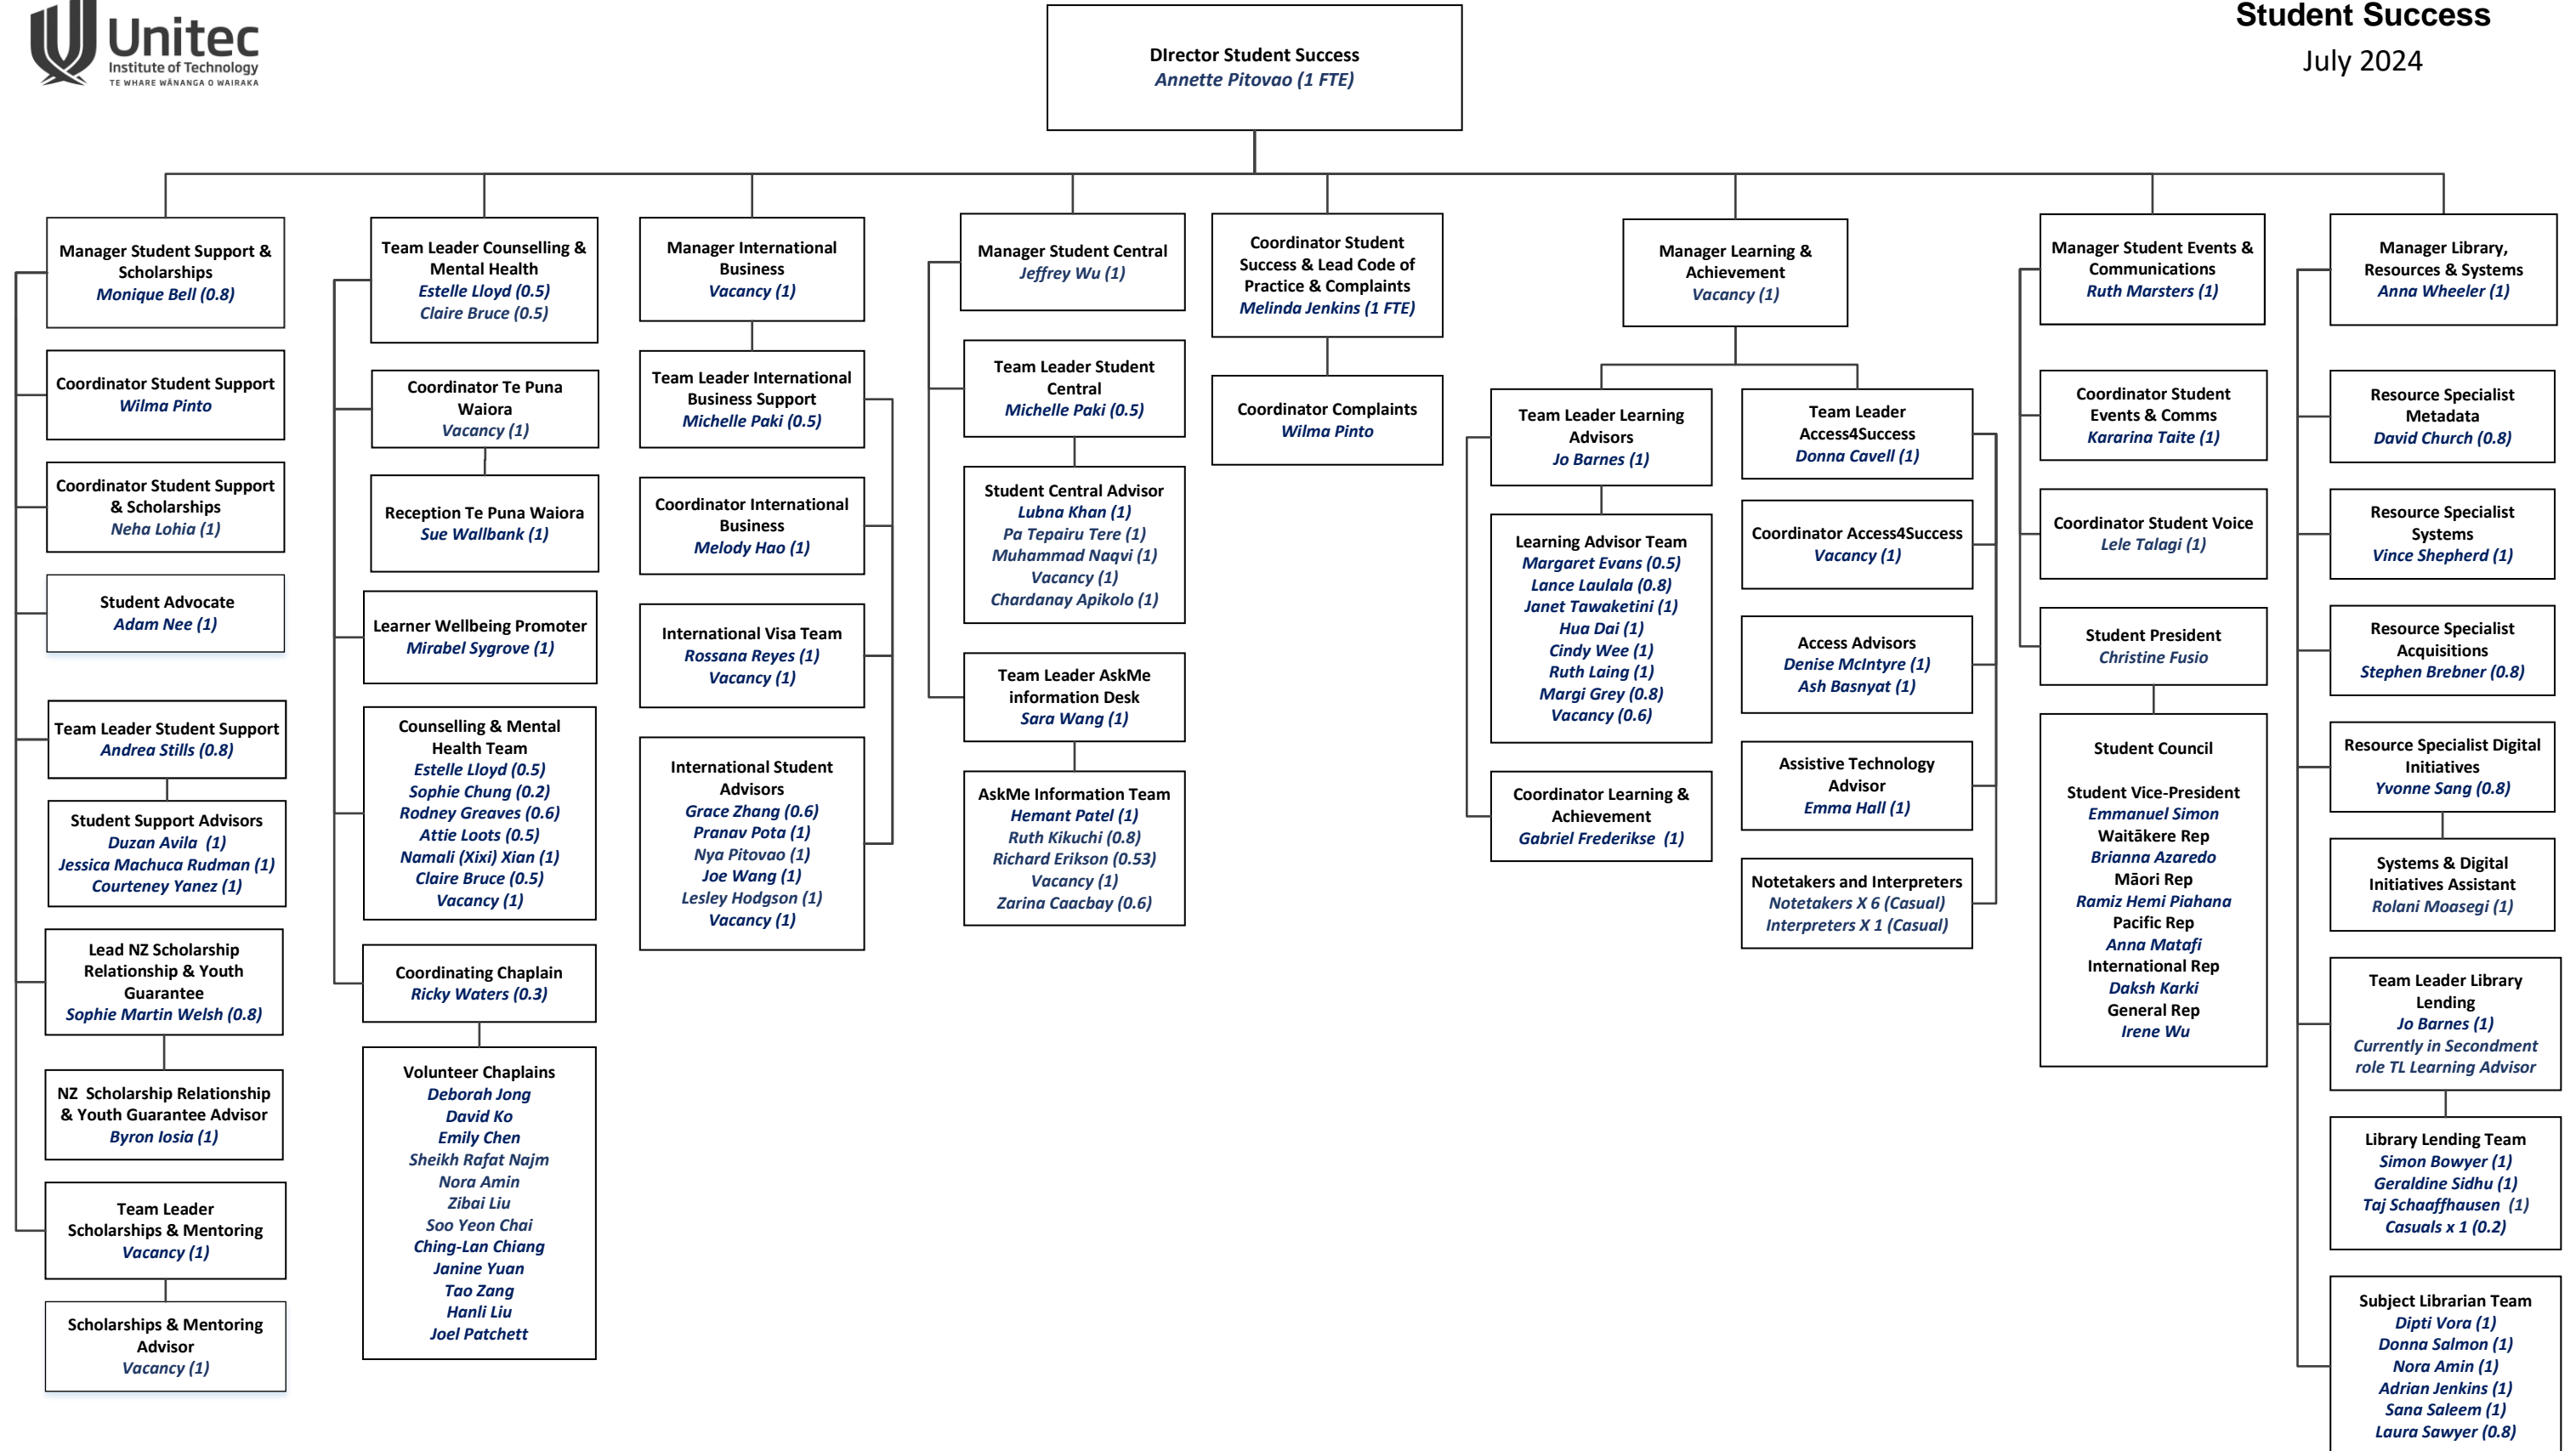 Unitec
Institute of Technology
TE WHARE WĀNANGA O WAIRAKA
Student Success
July 2024
DIrector Student Success
Annette Pitovao (1 FTE)
Manager Student Support &
Scholarships
Monique Bell (0.8)
Coordinator Student Support
Wilma Pinto
Coordinator Student Support
& Scholarships
Neha Lohia (1)
Student Advocate
Adam Nee (1)
Team Leader Student Support
Andrea Stills (0.8)
Student Support Advisors
Duzan Avila (1)
Jessica Machuca Rudman (1)
Courteney Yanez (1)
Lead NZ Scholarship
Relationship & Youth
Guarantee
Sophie Martin Welsh (0.8)
NZ Scholarship Relationship
& Youth Guarantee Advisor
Byron Iosia (1)
Team Leader
Scholarships & Mentoring
Vacancy (1)
Scholarships & Mentoring
Advisor
Vacancy (1)
Team Leader Counselling &
Mental Health
Estelle Lloyd (0.5)
Claire Bruce (0.5)
Coordinator Te Puna
Waiora
Vacancy (1)
Reception Te Puna Waiora
Sue Wallbank (1)
Learner Wellbeing Promoter
Mirabel Sygrove (1)
Counselling & Mental
Health Team
Estelle Lloyd (0.5)
Sophie Chung (0.2)
Rodney Greaves (0.6)
Attie Loots (0.5)
Namali (Xixi) Xian (1)
Claire Bruce (0.5)
Vacancy (1)
Coordinating Chaplain
Ricky Waters (0.3)
Volunteer Chaplains
Deborah Jong
David Ko
Emily Chen
Sheikh Rafat Najm
Nora Amin
Zibai Liu
Soo Yeon Chai
Ching-Lan Chiang
Janine Yuan
Tao Zang
Hanli Liu
Joel Patchett
Manager International
Business
Vacancy (1)
Team Leader International
Business Support
Michelle Paki (0.5)
Coordinator International
Business
Melody Hao (1)
International Visa Team
Rossana Reyes (1)
Vacancy (1)
International Student
Advisors
Grace Zhang (0.6)
Pranav Pota (1)
Nya Pitovao (1)
Joe Wang (1)
Lesley Hodgson (1)
Vacancy (1)
Manager Student Central
Jeffrey Wu (1)
Team Leader Student
Central
Michelle Paki (0.5)
Student Central Advisor
Lubna Khan (1)
Pa Tepairu Tere (1)
Muhammad Naqvi (1)
Vacancy (1)
Chardanay Apikolo (1)
Team Leader AskMe
information Desk
Sara Wang (1)
AskMe Information Team
Hemant Patel (1)
Ruth Kikuchi (0.8)
Richard Erikson (0.53)
Vacancy (1)
Zarina Caacbay (0.6)
Coordinator Student
Success & Lead Code of
Practice & Complaints
Melinda Jenkins (1 FTE)
Coordinator Complaints
Wilma Pinto
Manager Learning &
Achievement
Vacancy (1)
Team Leader Learning
Advisors
Jo Barnes (1)
Learning Advisor Team
Margaret Evans (0.5)
Lance Laulala (0.8)
Janet Tawaketini (1)
Hua Dai (1)
Cindy Wee (1)
Ruth Laing (1)
Margi Grey (0.8)
Vacancy (0.6)
Coordinator Learning &
Achievement
Gabriel Frederikse (1)
Team Leader
Access4Success
Donna Cavell (1)
Coordinator Access4Success
Vacancy (1)
Access Advisors
Denise McIntyre (1)
Ash Basnyat (1)
Assistive Technology
Advisor
Emma Hall (1)
Notetakers and Interpreters
Notetakers X 6 (Casual)
Interpreters X 1 (Casual)
Manager Student Events &
Communications
Ruth Marsters (1)
Coordinator Student
Events & Comms
Kararina Taite (1)
Coordinator Student Voice
Lele Talagi (1)
Student President
Christine Fusio
Student Council
Student Vice-President
Emmanuel Simon
Waitākere Rep
Brianna Azaredo
Māori Rep
Ramiz Hemi Piahana
Pacific Rep
Anna Matafi
International Rep
Daksh Karki
General Rep
Irene Wu
Manager Library,
Resources & Systems
Anna Wheeler (1)
Resource Specialist
Metadata
David Church (0.8)
Resource Specialist
Systems
Vince Shepherd (1)
Resource Specialist
Acquisitions
Stephen Brebner (0.8)
Resource Specialist Digital
Initiatives
Yvonne Sang (0.8)
Systems & Digital
Initiatives Assistant
Rolani Moasegi (1)
Team Leader Library
Lending
Jo Barnes (1)
Currently in Secondment
role TL Learning Advisor
Library Lending Team
Simon Bowyer (1)
Geraldine Sidhu (1)
Taj Schaaffhausen (1)
Casuals x 1 (0.2)
Subject Librarian Team
Dipti Vora (1)
Donna Salmon (1)
Nora Amin (1)
Adrian Jenkins (1)
Sana Saleem (1)
Laura Sawyer (0.8)